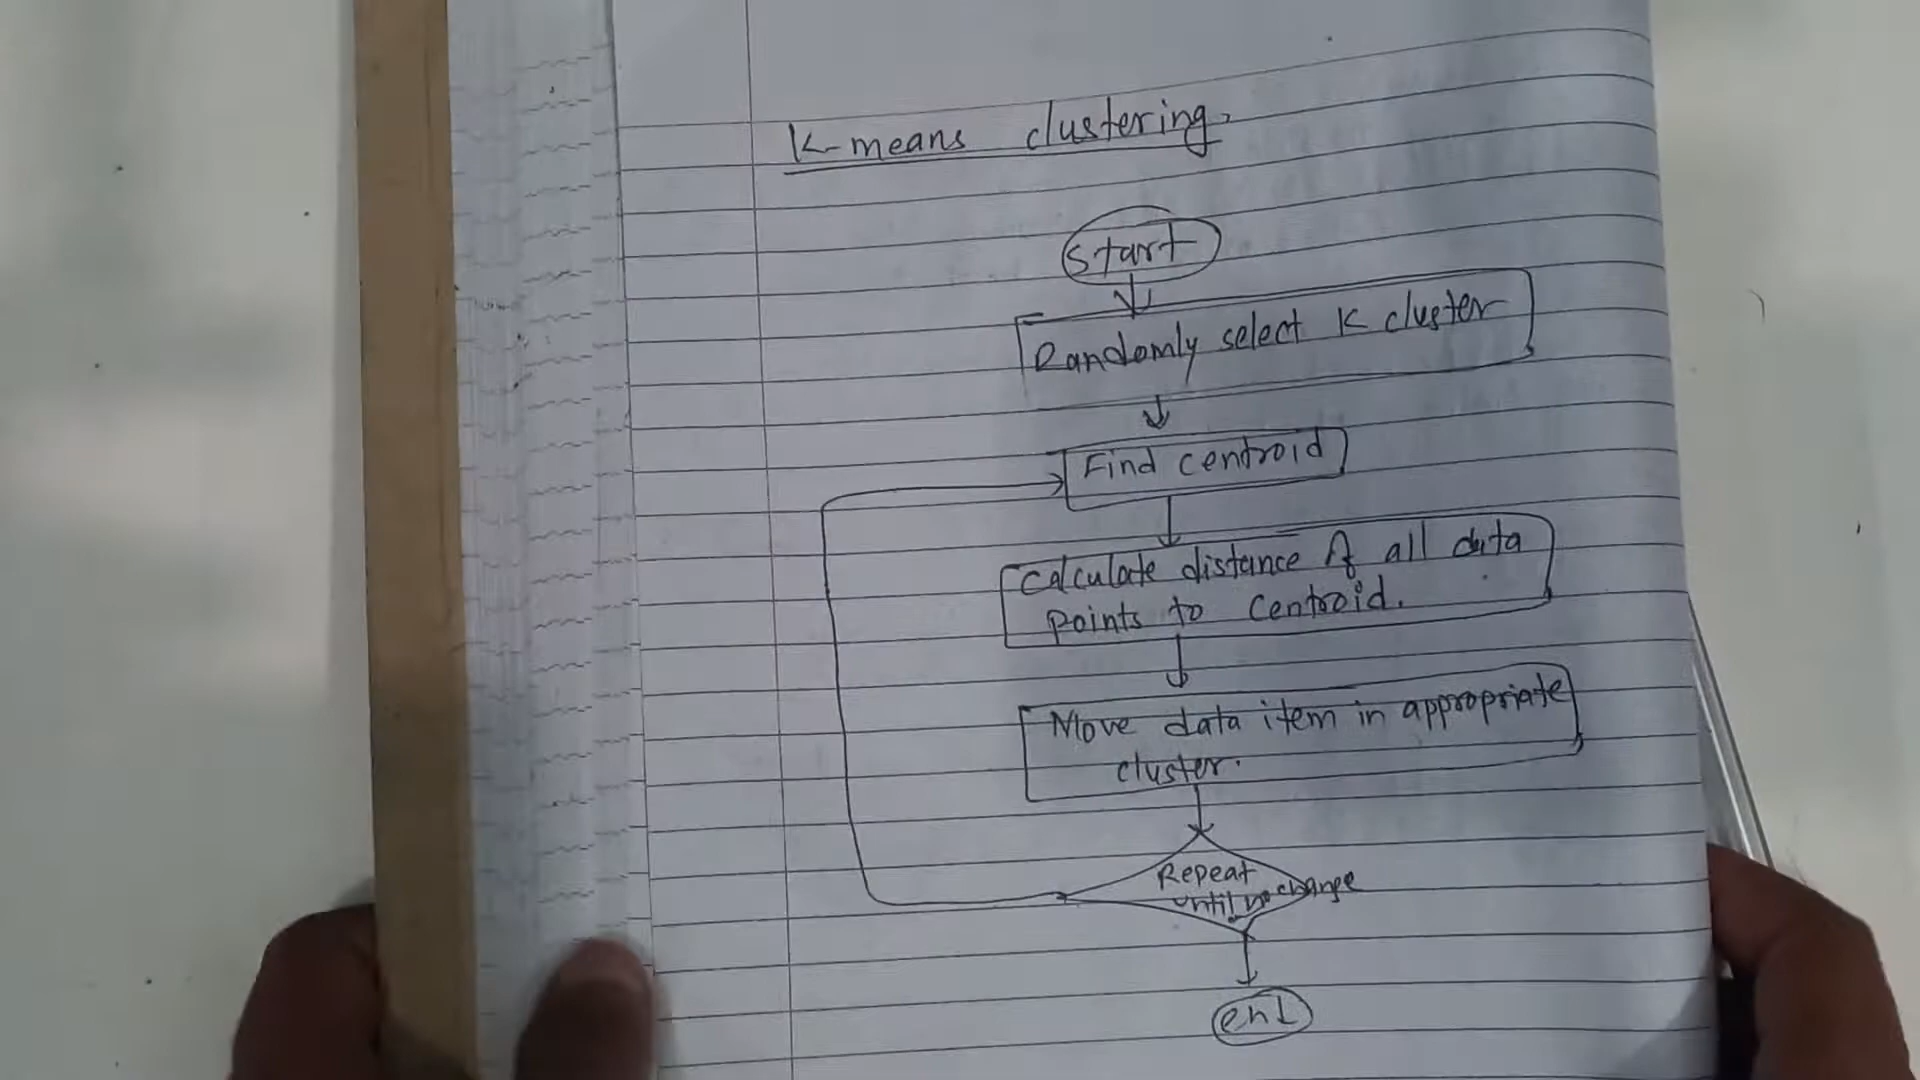 K-means clustering.
Start
Randomly select K cluster
Find centroid
Calculate distance of all data
points to centroid.
Move data item in appropriate
cluster.
Repeat
until no change
end